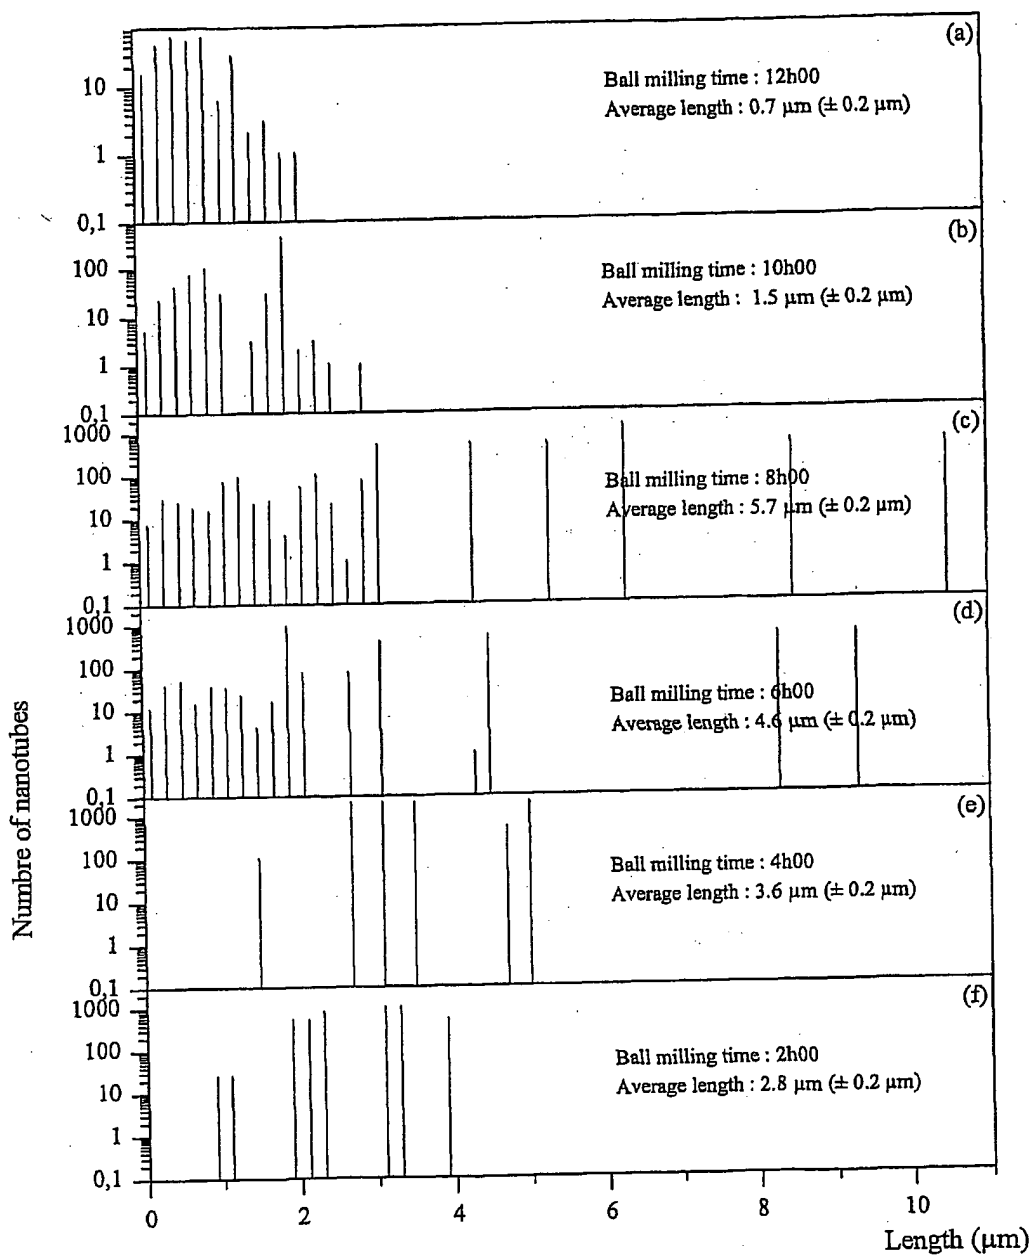 (a)
10
1
0,1
Ball milling time : 12h00
Average length : 0.7 μm (± 0.2 μm)
(b)
100
10
1
0,1
Ball milling time : 10h00
Average length : 1.5 μm (± 0.2 μm)
(c)
1000
100
10
1
0,1
Ball milling time : 8h00
Average length : 5.7 μm (± 0.2 μm)
(d)
1000
100
10
1
0,1
Ball milling time : 6h00
Average length : 4.6 μm (± 0.2 μm)
(e)
1000
100
10
1
0,1
Ball milling time : 4h00
Average length : 3.6 μm (± 0.2 μm)
(f)
1000
100
10
1
0,1
Ball milling time : 2h00
Average length : 2.8 μm (± 0.2 μm)
Numbre of nanotubes
0 2 4 6 8 10
Length (μm)